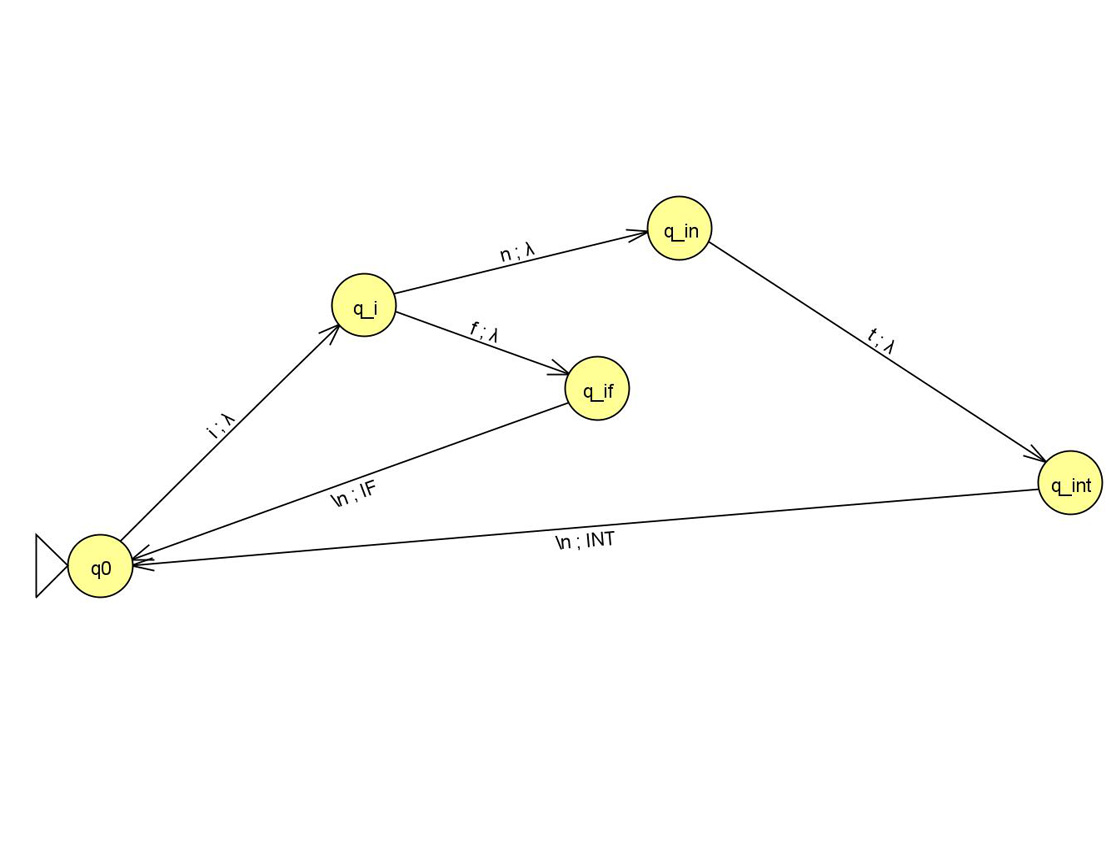 q_in
n ; λ
q_i
f ; λ
t ; λ
q_if
i ; λ
q_int
\n ; IF
\n ; INT
q0